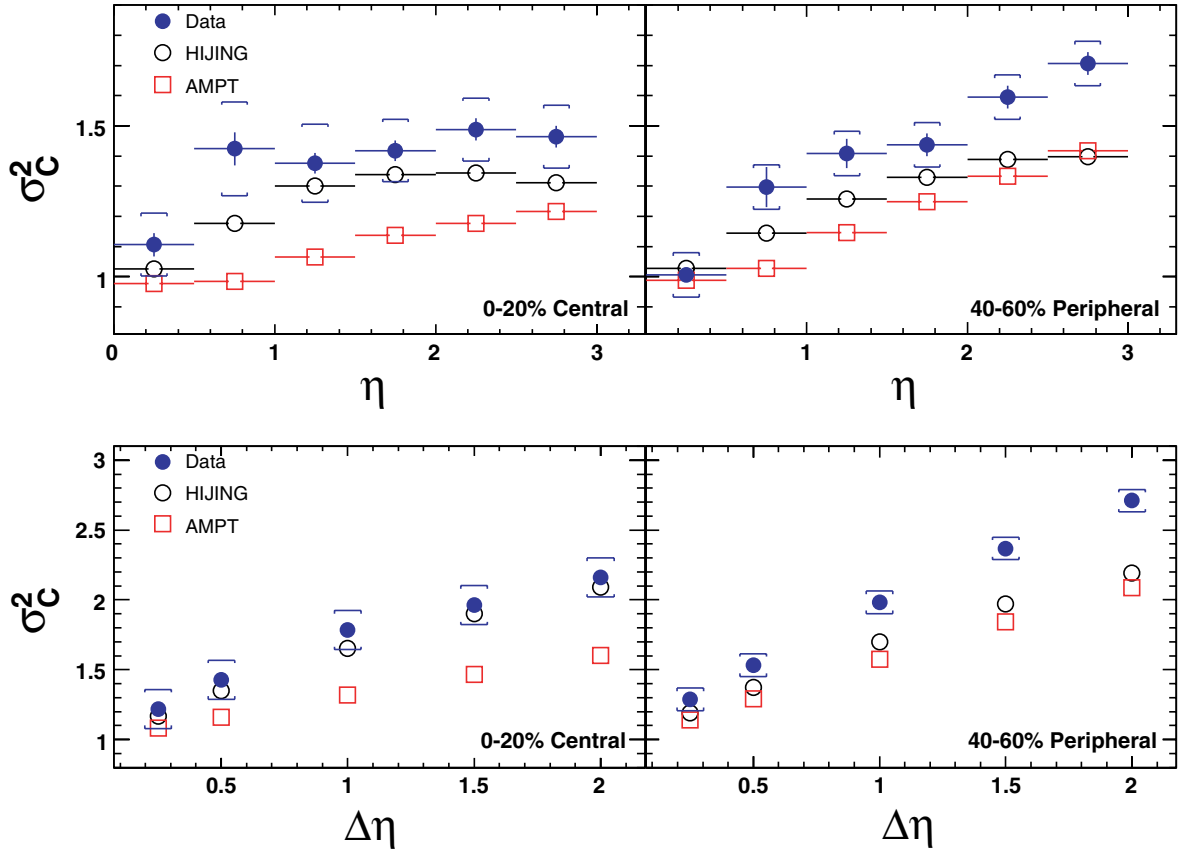 Data
HIJING
AMPT
1.5
1
σ²C
0-20% Central
40-60% Peripheral
0 1 2 3
1 2 3
η
η
Data
HIJING
AMPT
3
2.5
2
1.5
1
σ²C
0-20% Central
40-60% Peripheral
0.5 1 1.5 2
0.5 1 1.5 2
Δη
Δη